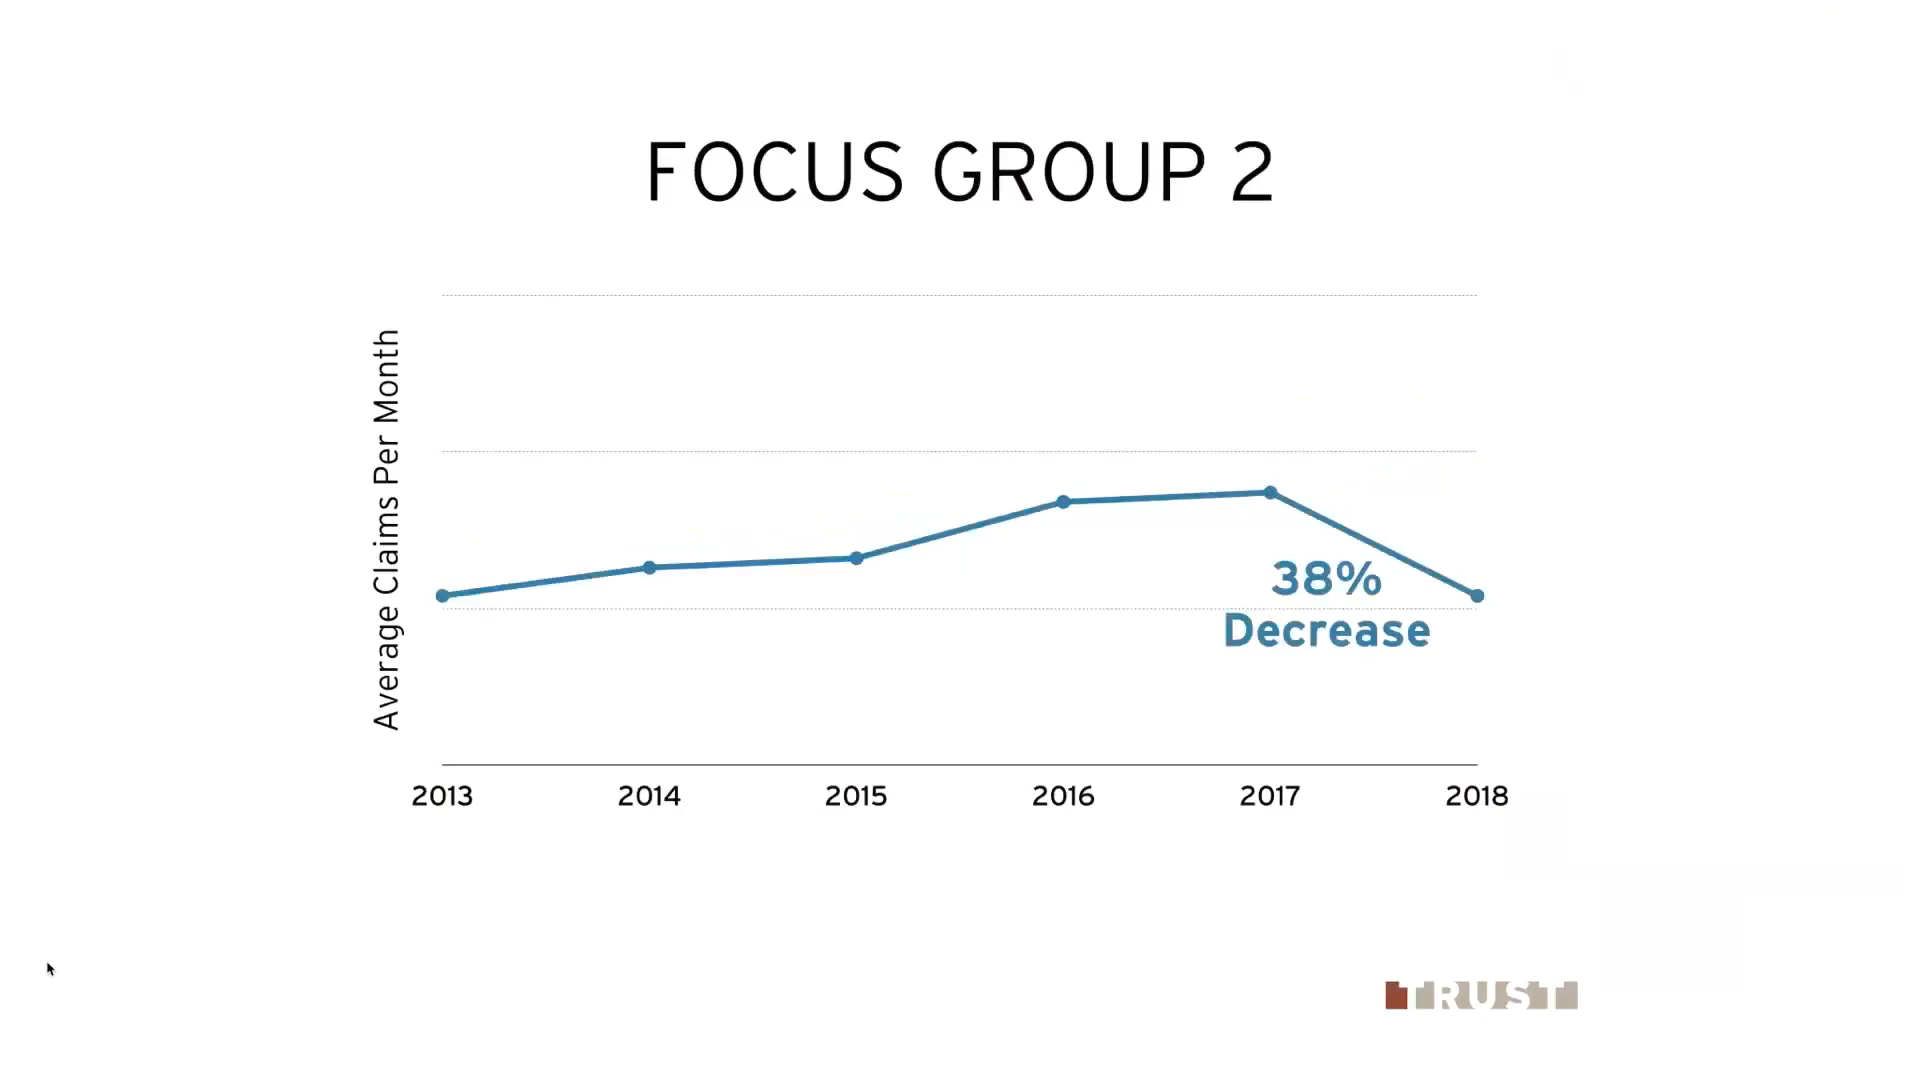 FOCUS GROUP 2
Average Claims Per Month
38%
Decrease
2013 2014 2015 2016 2017 2018
TRUST